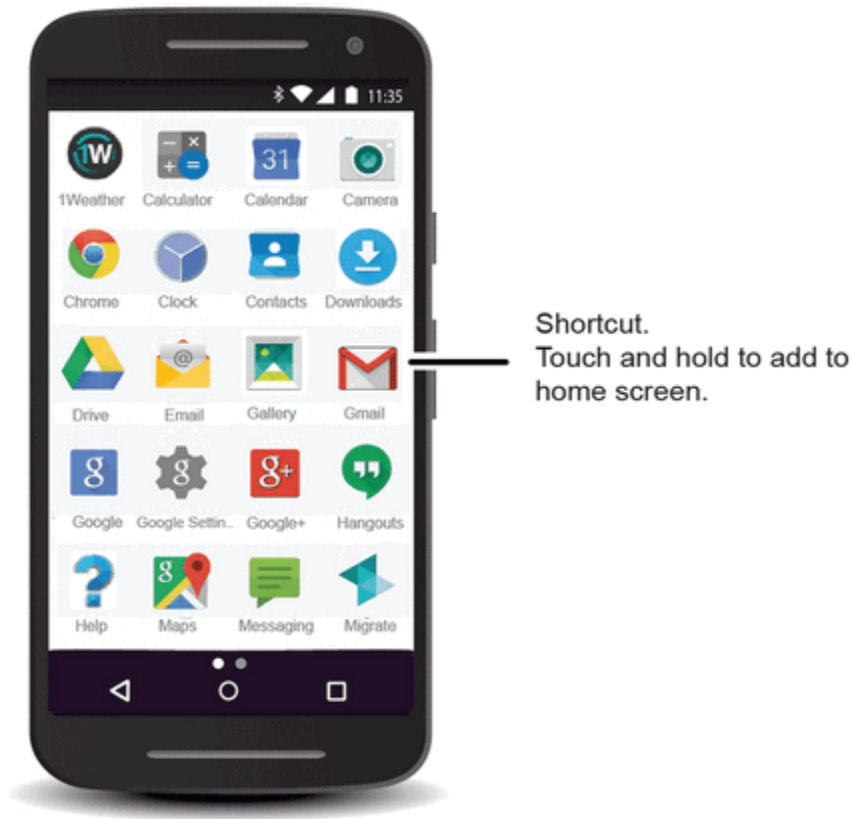 11:35
1W
31
1Weather Calculator Calendar Camera
Chrome Clock Contacts Downloads
@
Drive Email Gallery Gmail
g g g+
Google Google Settin.. Google+ Hangouts
?
g
Help Maps Messaging Migrate
Shortcut.
Touch and hold to add to
home screen.